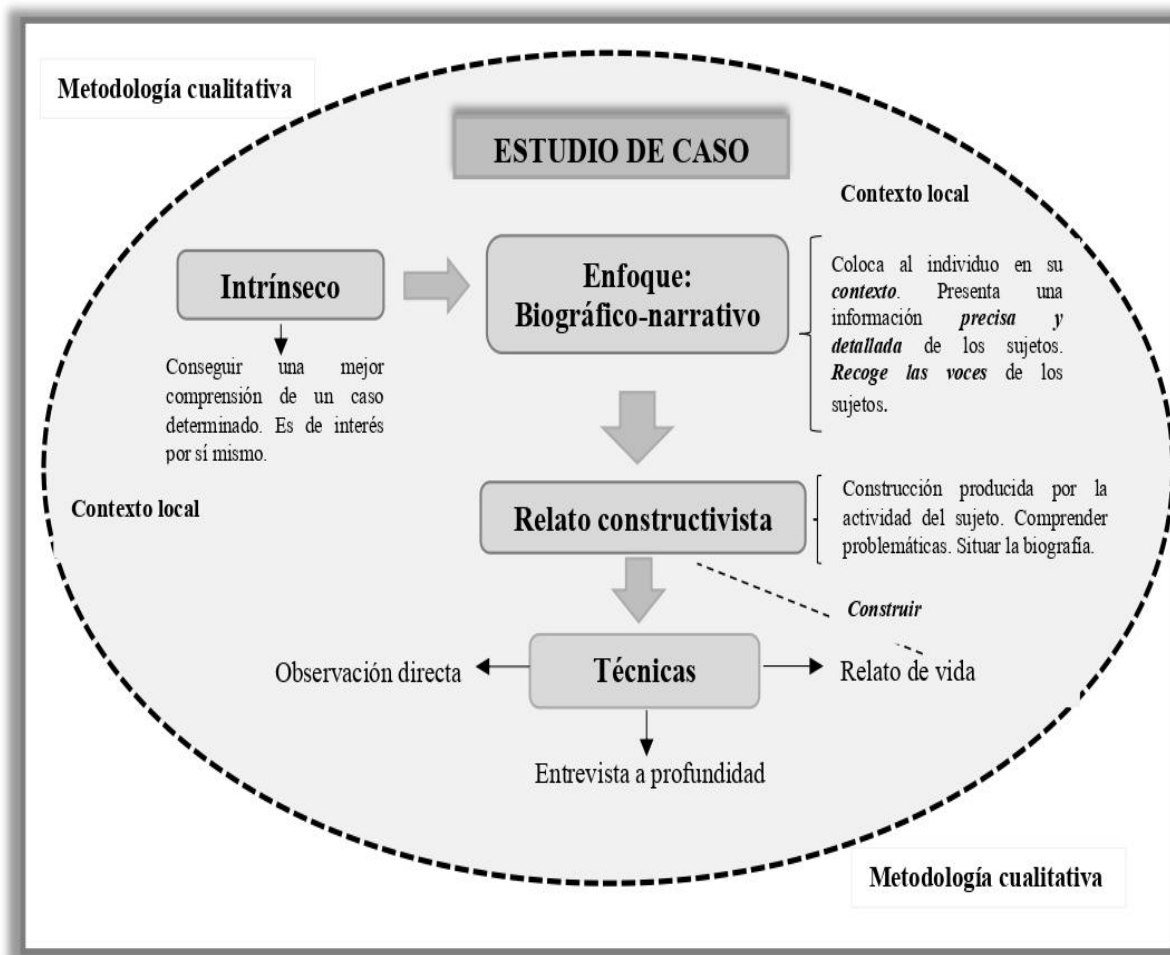 Metodología cualitativa
ESTUDIO DE CASO
Contexto local
Intrínseco
Enfoque:
Biográfico-narrativo
Coloca al individuo en su
contexto. Presenta una
información precisa y
detallada de los sujetos.
Recoge las voces de los
sujetos.
Conseguir una mejor
comprensión de un caso
determinado. Es de interés
por sí mismo.
Contexto local
Relato constructivista
Construcción producida por la
actividad del sujeto. Comprender
problemáticas. Situar la biografía.
Construir
Observación directa
Técnicas
Relato de vida
Entrevista a profundidad
Metodología cualitativa